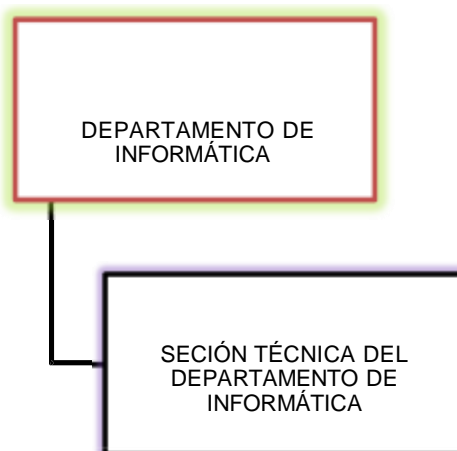 DEPARTAMENTO DE
INFORMÁTICA
SECIÓN TÉCNICA DEL
DEPARTAMENTO DE
INFORMÁTICA